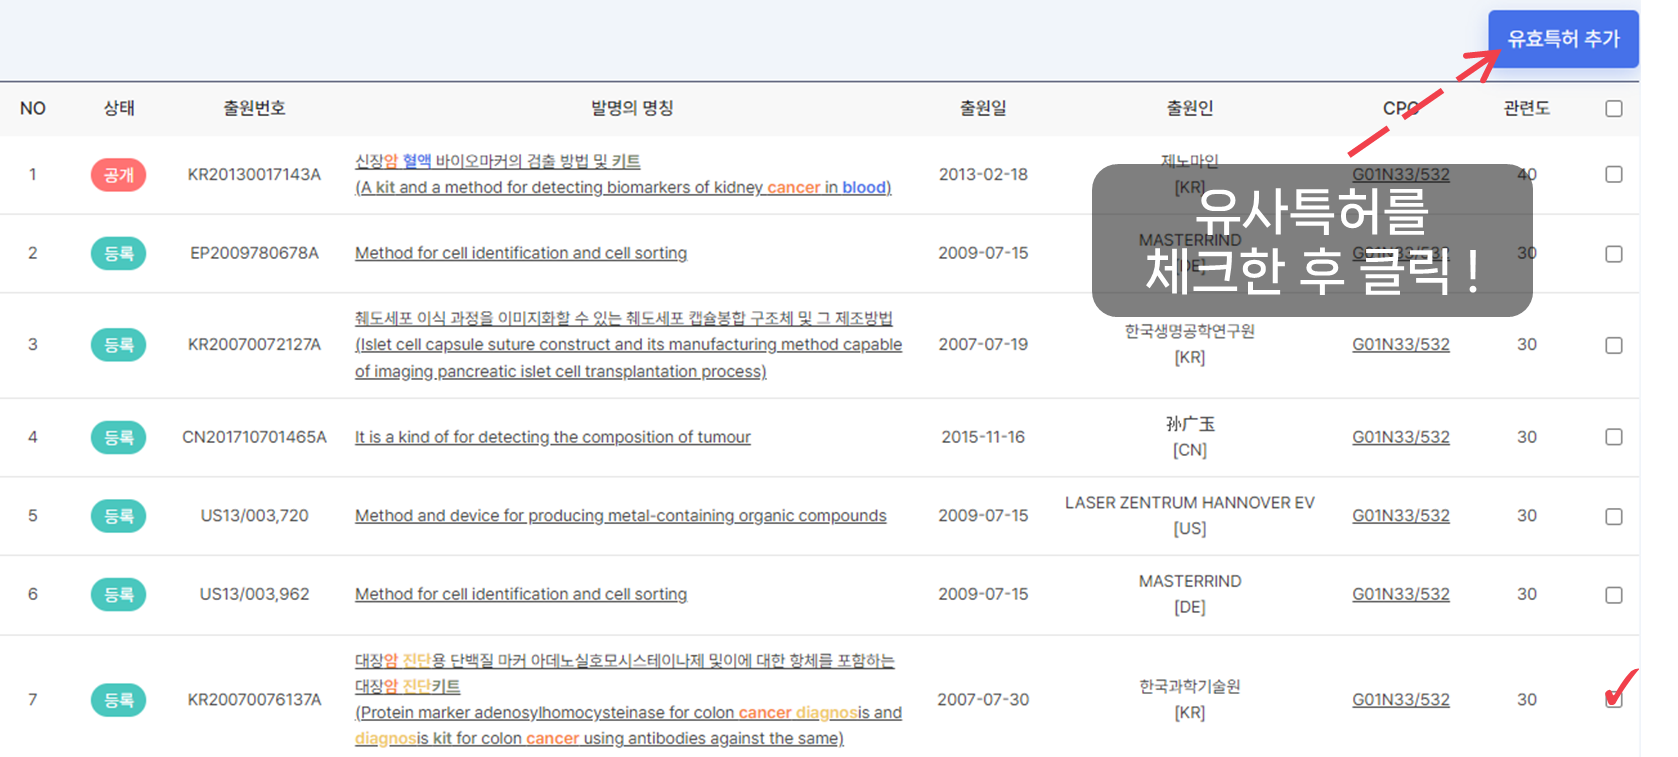 유효특허 추가
NO 상태 출원번호 발명의 명칭 출원일 출원인 CPC 관련도
1 공개 KR20130017143A 신장암 혈액 바이오마커의 검출 방법 및 키트 2013-02-18 제노마인 G01N33/532 40
(A kit and a method for detecting biomarkers of kidney cancer in blood) [KR]
유사특허를
체크한 후 클릭 !
2 등록 EP2009780678A Method for cell identification and cell sorting 2009-07-15 MASTERRIND G01N33/532 30
[DE]
3 등록 KR20070072127A 췌도세포 이식 과정을 이미지화할 수 있는 췌도세포 캡슐봉합 구조체 및 그 제조방법 2007-07-19 한국생명공학연구원 G01N33/532 30
(Islet cell capsule suture construct and its manufacturing method capable [KR]
of imaging pancreatic islet cell transplantation process)
4 등록 CN201710701465A It is a kind of for detecting the composition of tumour 2015-11-16 孙广玉 G01N33/532 30
[CN]
5 등록 US13/003,720 Method and device for producing metal-containing organic compounds 2009-07-15 LASER ZENTRUM HANNOVER EV G01N33/532 30
[US]
6 등록 US13/003,962 Method for cell identification and cell sorting 2009-07-15 MASTERRIND G01N33/532 30
[DE]
7 등록 KR20070076137A 대장암 진단용 단백질 마커 아데노실호모시스테이나제 및이에 대한 항체를 포함하는 2007-07-30 한국과학기술원 G01N33/532 30
대장암 진단키트 [KR]
(Protein marker adenosylhomocysteinase for colon cancer diagnosis and
diagnosis kit for colon cancer using antibodies against the same)